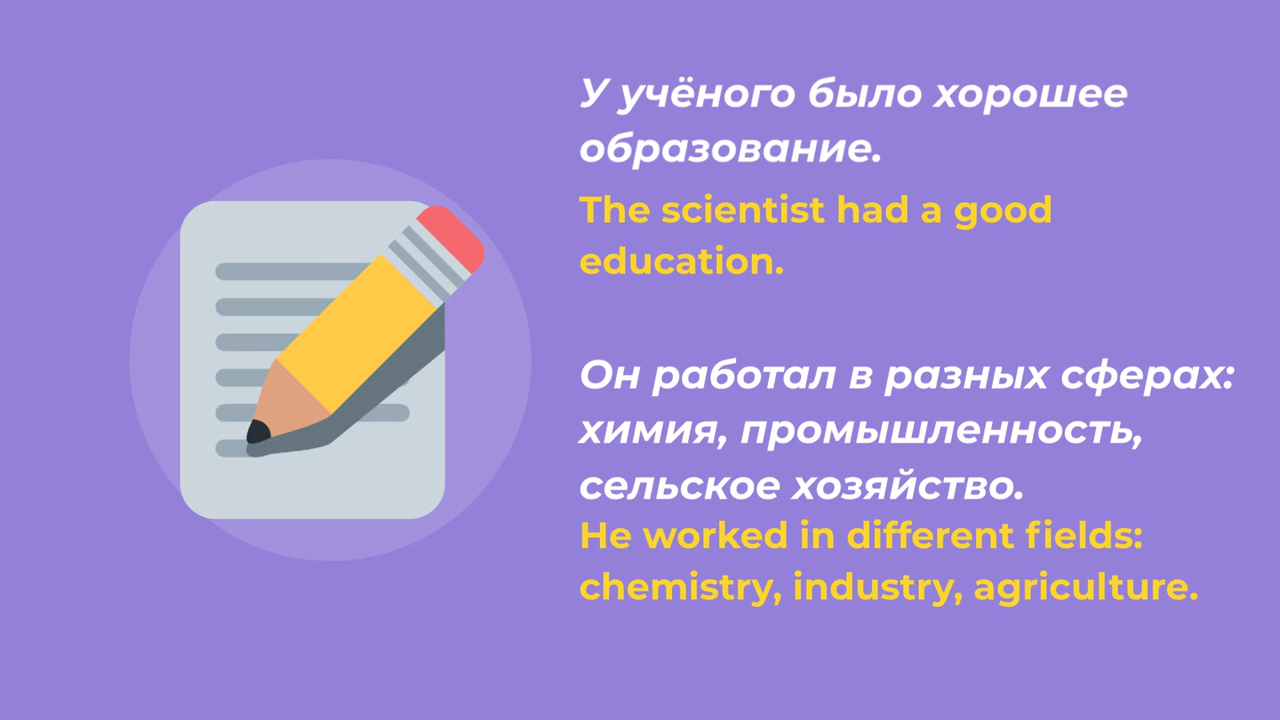 У учёного было хорошее
образование.
The scientist had a good
education.
Он работал в разных сферах:
химия, промышленность,
сельское хозяйство.
He worked in different fields:
chemistry, industry, agriculture.